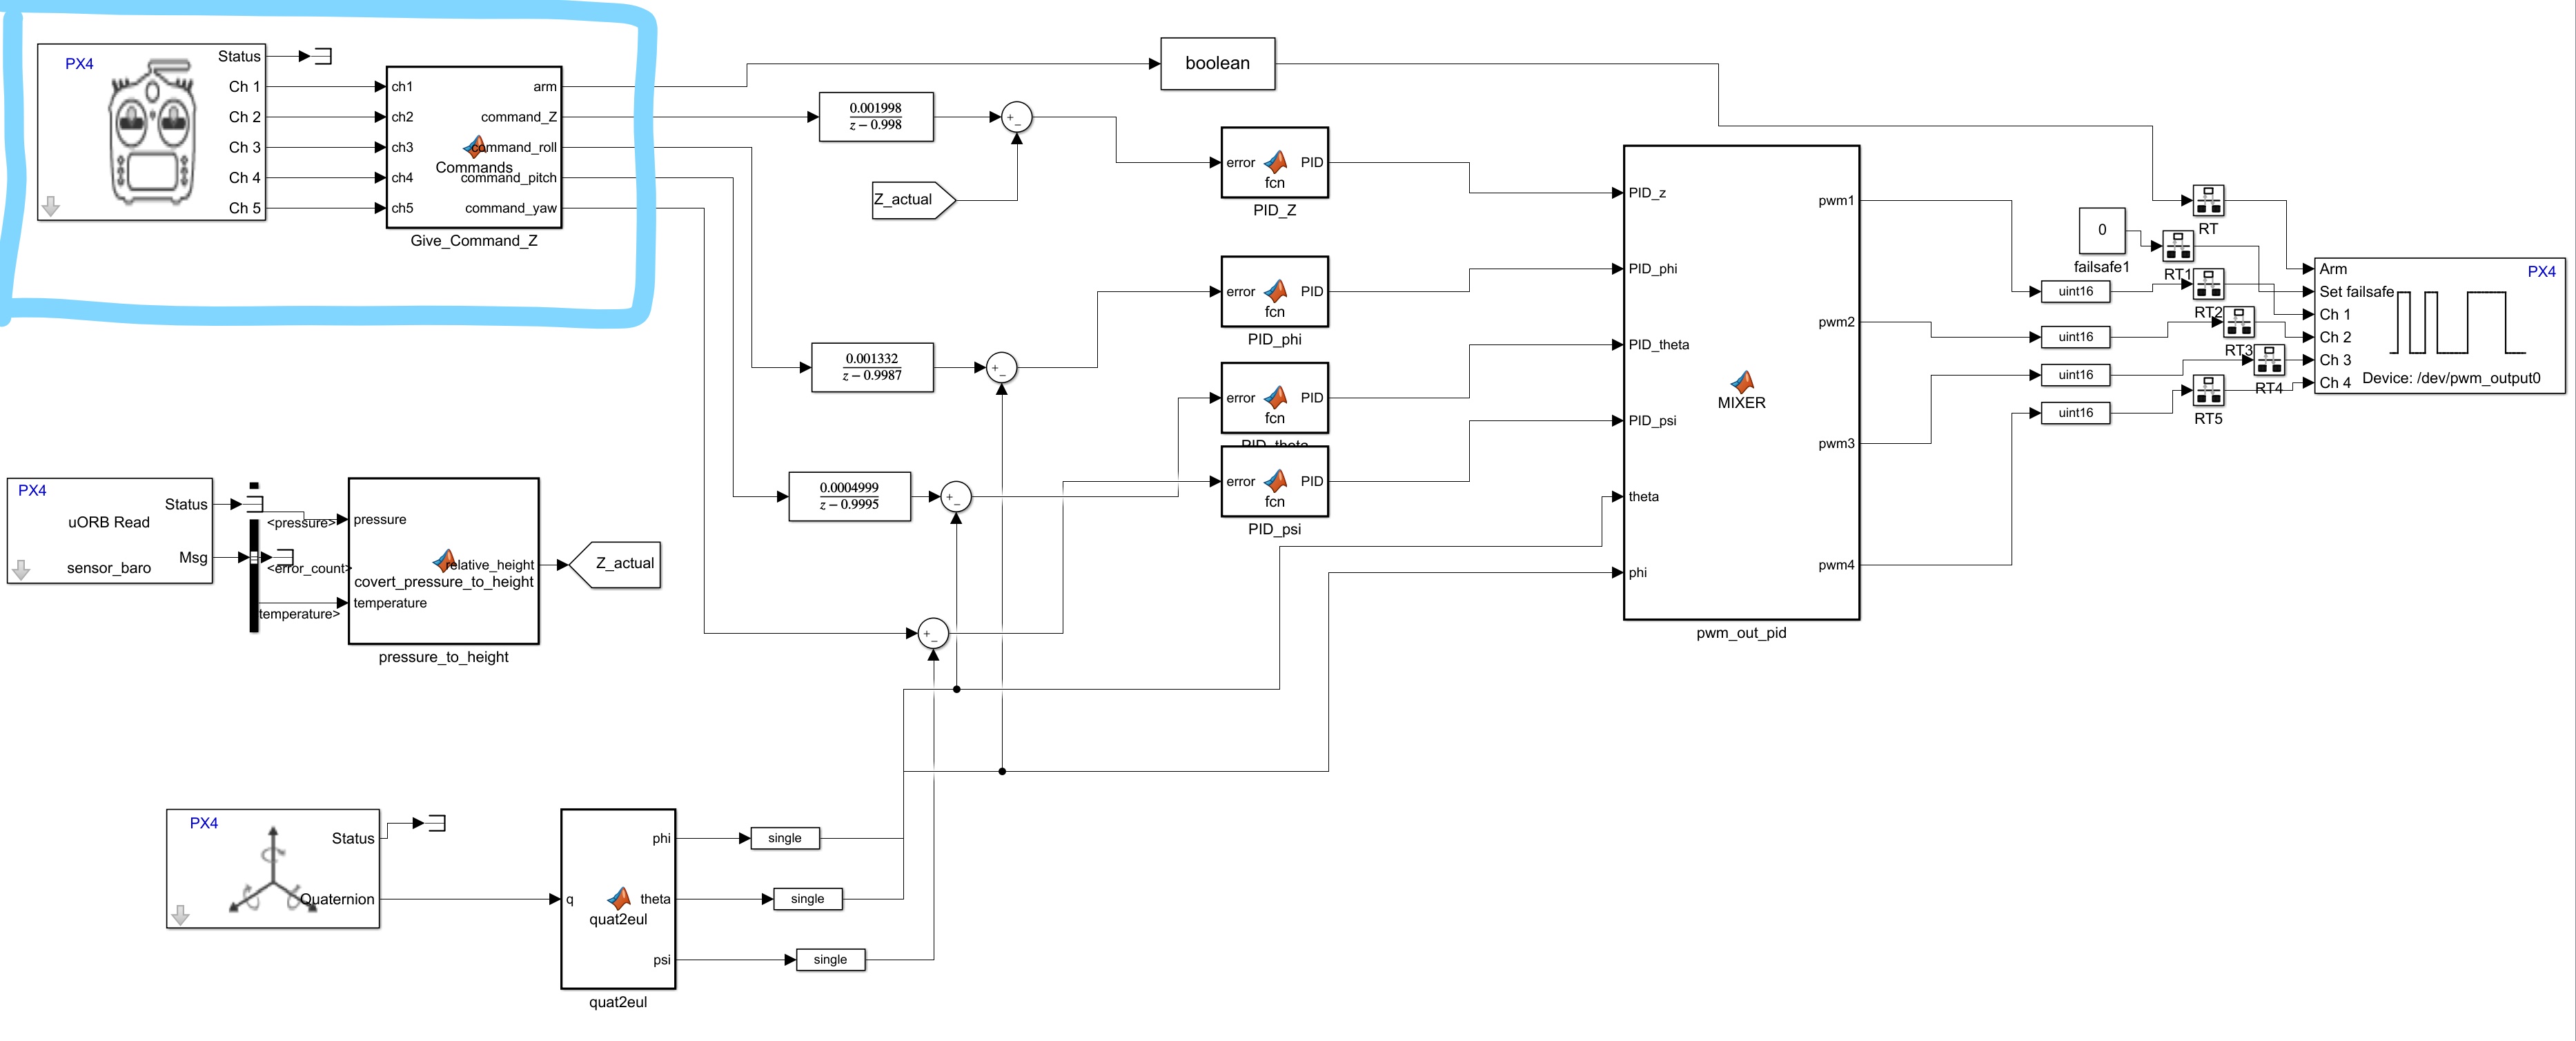 PX4
Status
Ch 1
Ch 2
Ch 3
Ch 4
Ch 5
ch1
ch2
ch3
ch4
ch5
Commands
arm
command_Z
command_roll
command_pitch
command_yaw
Give_Command_Z
boolean
0.001998
z − 0.998
+
−
Z_actual
error
PID
fcn
PID_Z
error
PID
fcn
PID_phi
0.001332
z − 0.9987
+
−
error
PID
fcn
PID_theta
0.0004999
z − 0.9995
+
−
error
PID
fcn
PID_psi
+
−
PID_z
PID_phi
PID_theta
PID_psi
theta
phi
MIXER
pwm1
pwm2
pwm3
pwm4
pwm_out_pid
0
failsafe1
uint16
uint16
uint16
uint16
RT
RT1
RT2
RT3
RT4
RT5
PX4
Arm
Set failsafe
Ch 1
Ch 2
Ch 3
Ch 4
Device: /dev/pwm_output0
PX4
uORB Read
sensor_baro
Status
Msg
<pressure>
<error_count>
temperature>
pressure
temperature
relative_height
covert_pressure_to_height
pressure_to_height
Z_actual
PX4
Status
Quaternion
q
quat2eul
phi
theta
psi
quat2eul
single
single
single